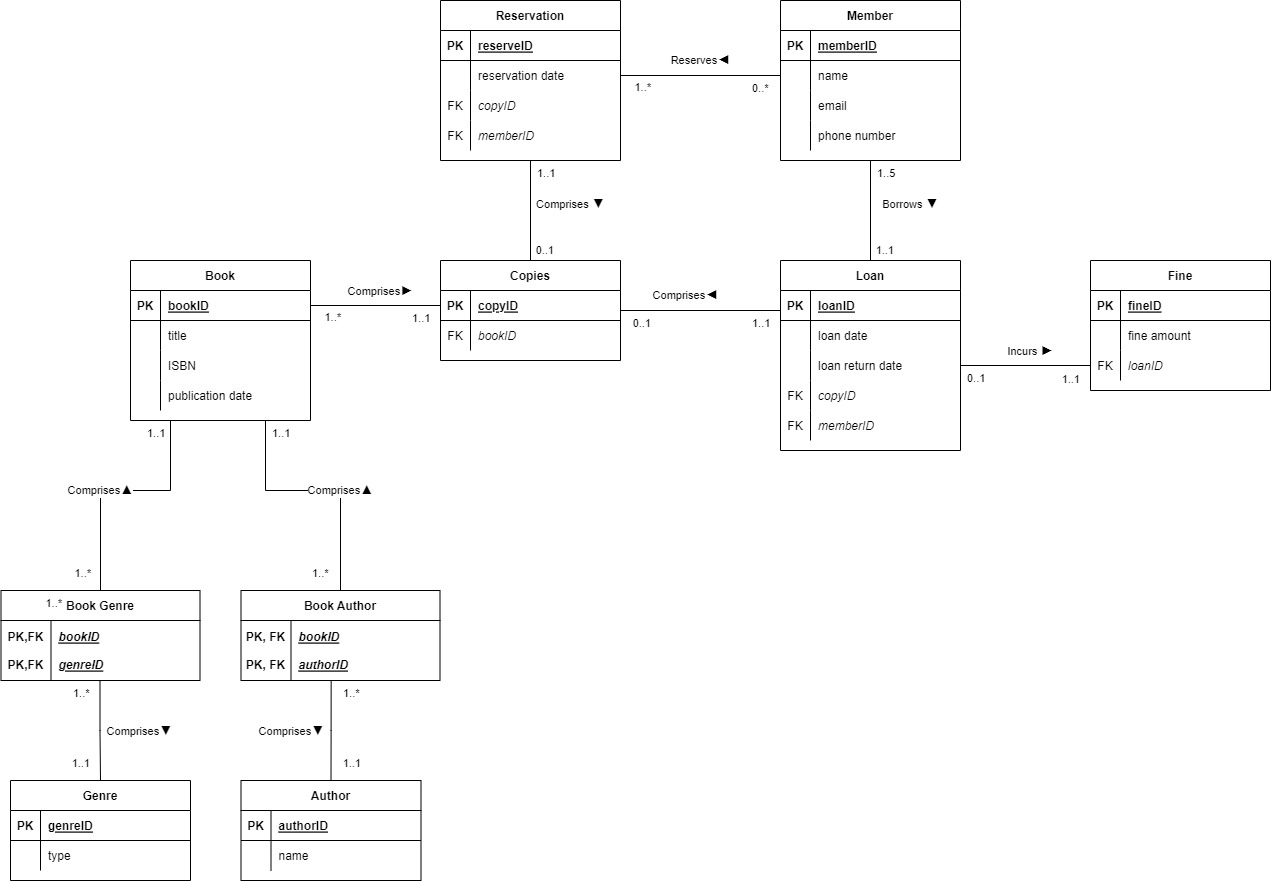 Reservation
PK reserveID
reservation date
FK copyID
FK memberID
Reserves◄
1..* 0..*
Member
PK memberID
name
email
phone number
1..1
Comprises ▼
0..1
1..5
Borrows ▼
1..1
Book
PK bookID
title
ISBN
publication date
Comprises►
1..* 1..1
Copies
PK copyID
FK bookID
Comprises◄
0..1 1..1
Loan
PK loanID
loan date
loan return date
FK copyID
FK memberID
Incurs ►
0..1 1..1
Fine
PK fineID
fine amount
FK loanID
1..1 1..1
Comprises▲ Comprises▲
1..* 1..*
1..* Book Genre
PK,FK bookID
PK,FK genreID
Book Author
PK, FK bookID
PK, FK authorID
1..* 1..*
Comprises▼ Comprises▼
1..1 1..1
Genre
PK genreID
type
Author
PK authorID
name